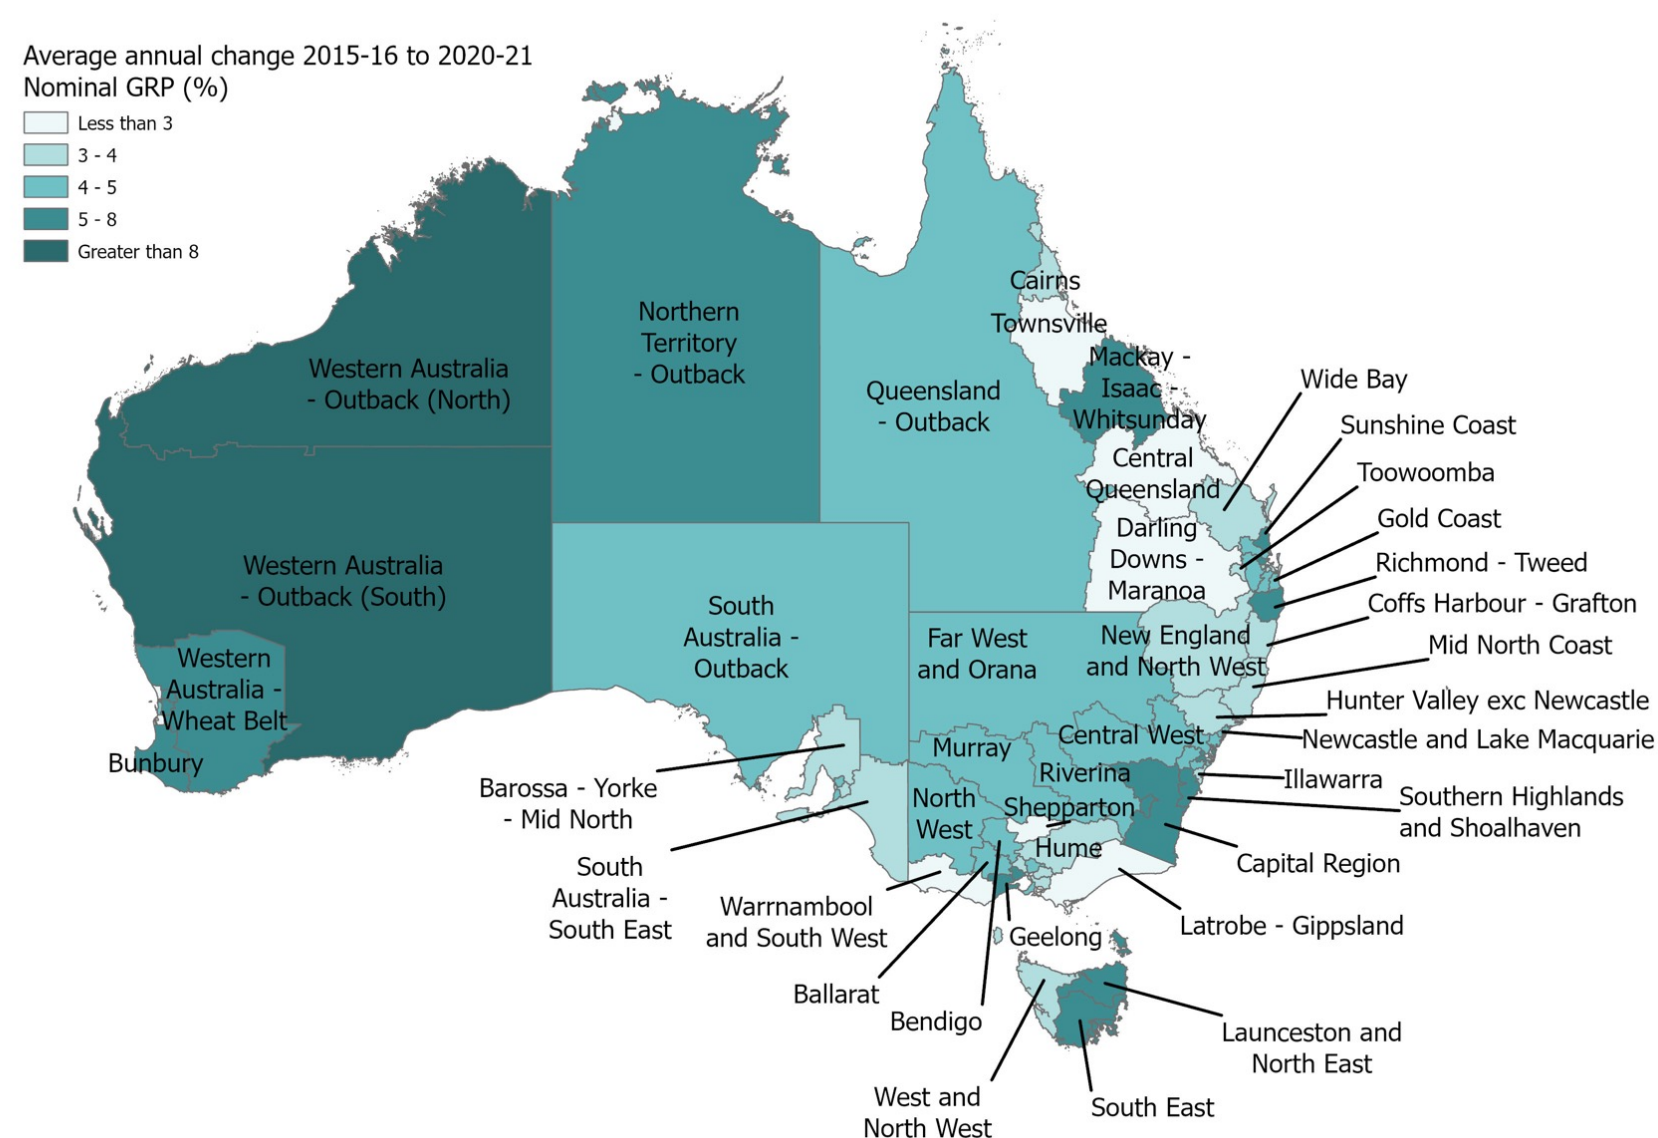 Average annual change 2015-16 to 2020-21
Nominal GRP (%)
Less than 3
3 - 4
4 - 5
5 - 8
Greater than 8
Western Australia
- Outback (North)
Northern
Territory
- Outback
Queensland
- Outback
Cairns
Townsville
Mackay -
Isaac -
Whitsunday
Central
Queensland
Darling
Downs -
Maranoa
Wide Bay
Sunshine Coast
Toowoomba
Gold Coast
Richmond - Tweed
Coffs Harbour - Grafton
Mid North Coast
Hunter Valley exc Newcastle
Newcastle and Lake Macquarie
Illawarra
Southern Highlands
and Shoalhaven
Capital Region
Latrobe - Gippsland
Western Australia
- Outback (South)
Western
Australia -
Wheat Belt
Bunbury
South
Australia -
Outback
Far West
and Orana
New England
and North West
Central West
Murray
Riverina
North
West
Shepparton
Hume
Barossa - Yorke
- Mid North
South
Australia -
South East
Warrnambool
and South West
Ballarat
Bendigo
Geelong
Launceston and
North East
South East
West and
North West